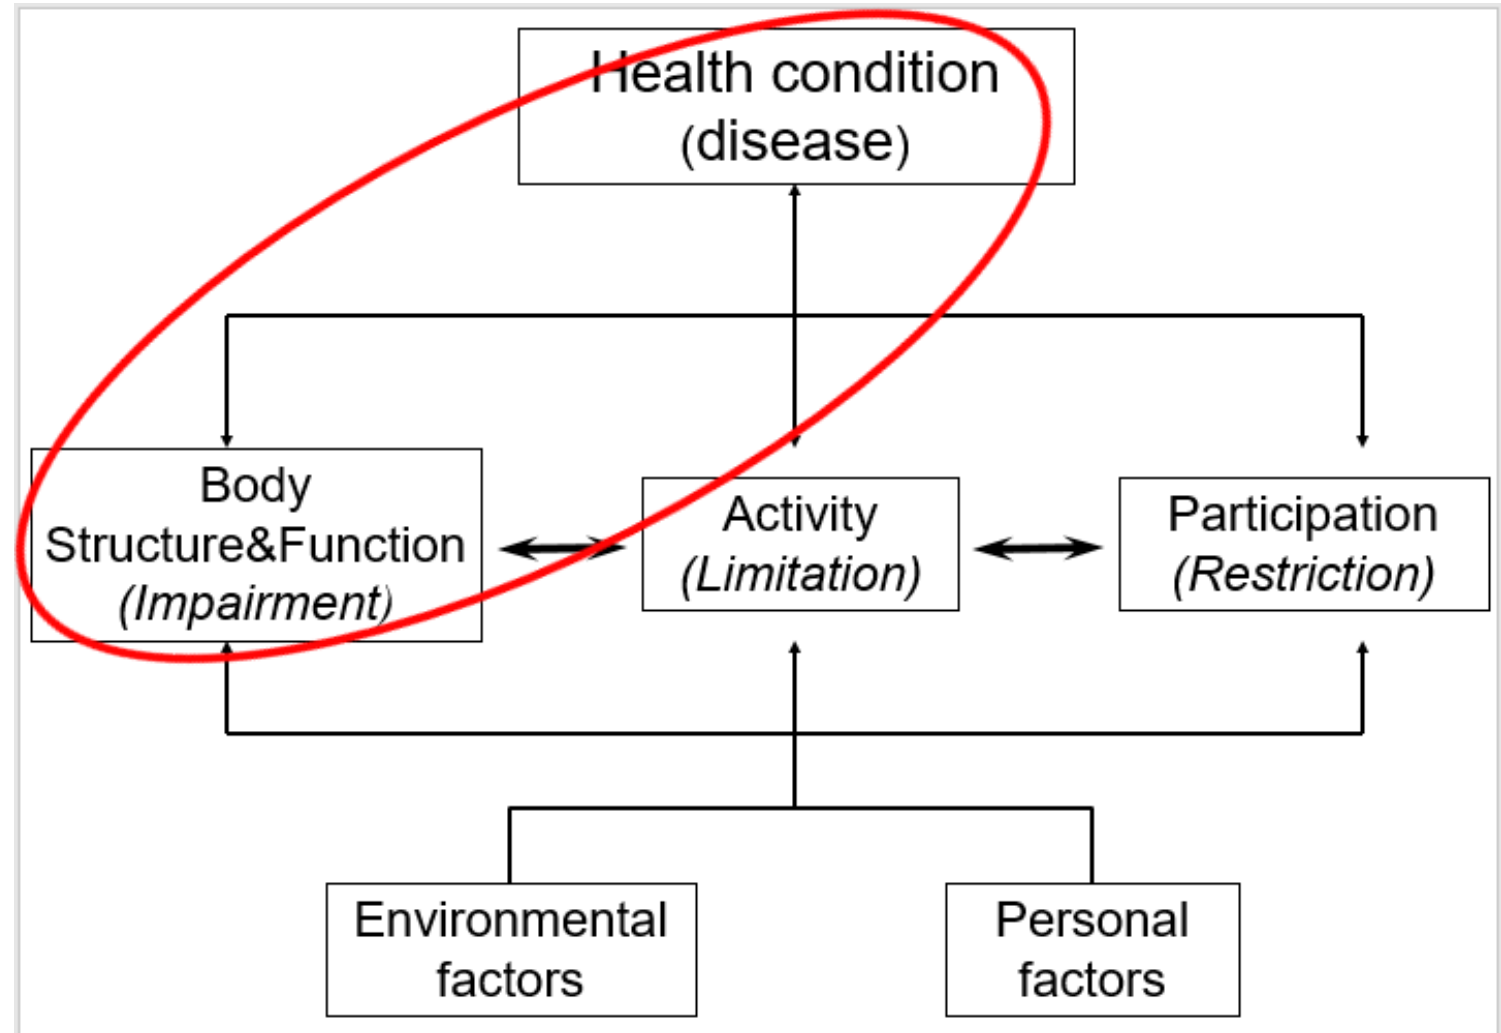 Health condition
(disease)
Body
Structure&Function
(Impairment)
Activity
(Limitation)
Participation
(Restriction)
Environmental
factors
Personal
factors